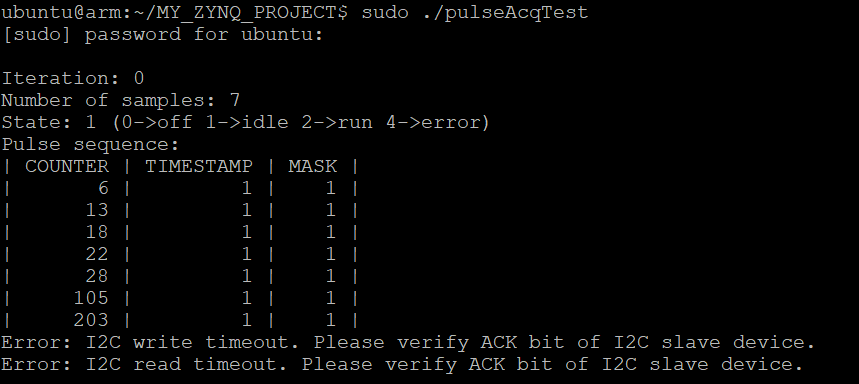 ubuntu@arm:~/MY_ZYNQ_PROJECT$ sudo ./pulseAcqTest
[sudo] password for ubuntu:
Iteration: 0
Number of samples: 7
State: 1 (0->off 1->idle 2->run 4->error)
Pulse sequence:
| COUNTER | TIMESTAMP | MASK |
|       6 |         1 |    1 |
|      13 |         1 |    1 |
|      18 |         1 |    1 |
|      22 |         1 |    1 |
|      28 |         1 |    1 |
|     105 |         1 |    1 |
|     203 |         1 |    1 |
Error: I2C write timeout. Please verify ACK bit of I2C slave device.
Error: I2C read timeout. Please verify ACK bit of I2C slave device.